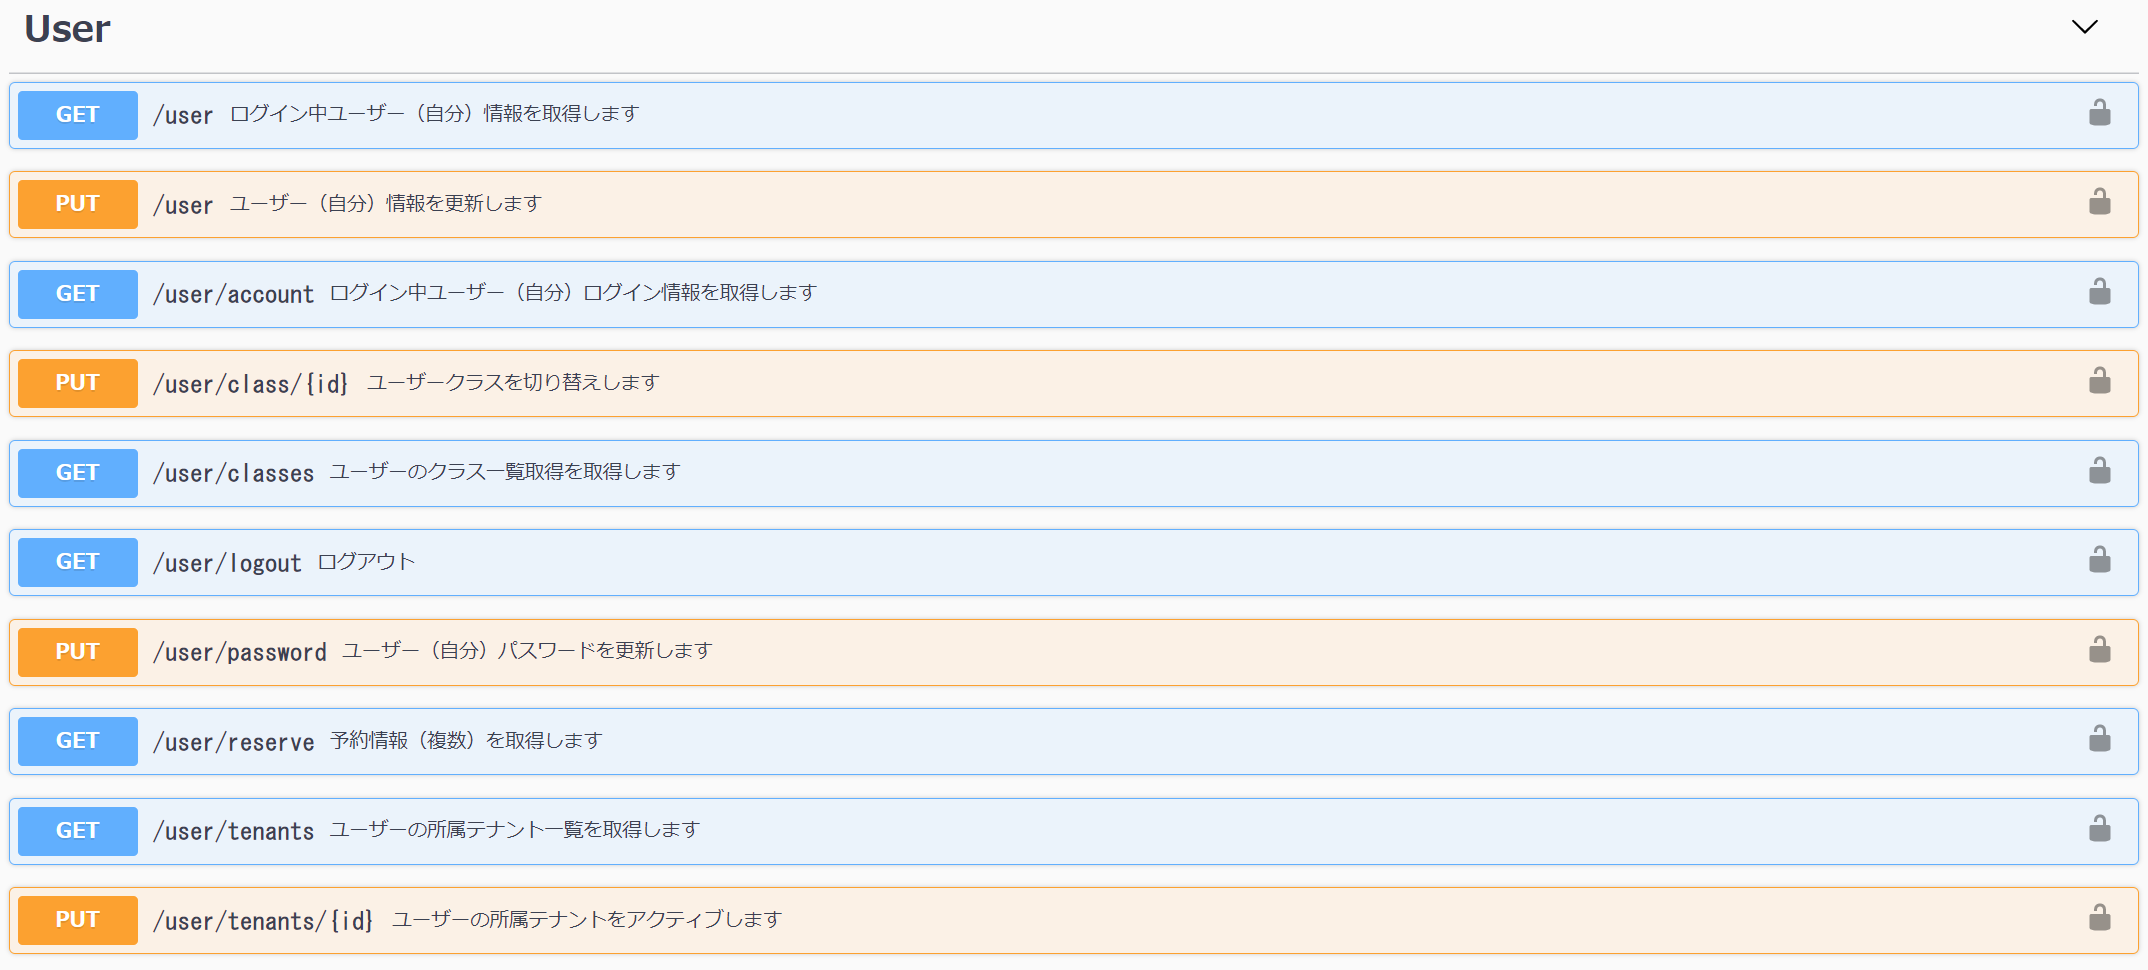 User
GET /user ログイン中ユーザー（自分）情報を取得します
PUT /user ユーザー（自分）情報を更新します
GET /user/account ログイン中ユーザー（自分）ログイン情報を取得します
PUT /user/class/{id} ユーザークラスを切り替えします
GET /user/classes ユーザーのクラス一覧取得を取得します
GET /user/logout ログアウト
PUT /user/password ユーザー（自分）パスワードを更新します
GET /user/reserve 予約情報（複数）を取得します
GET /user/tenants ユーザーの所属テナント一覧を取得します
PUT /user/tenants/{id} ユーザーの所属テナントをアクティブします